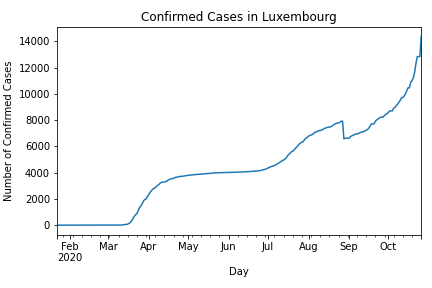 Confirmed Cases in Luxembourg
Number of Confirmed Cases
14000
12000
10000
8000
6000
4000
2000
0
Feb Mar Apr May Jun Jul Aug Sep Oct
2020
Day